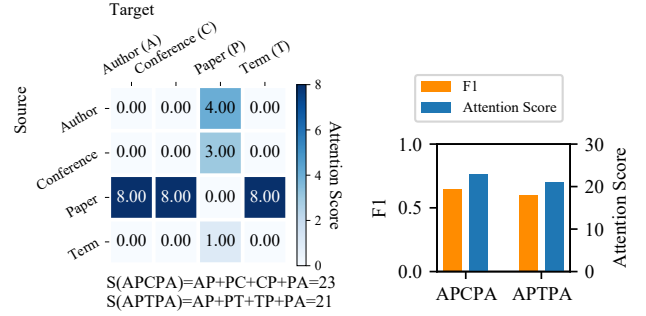 Target
Author (A)
Conference (C)
Paper (P)
Term (T)
Source
Author
0.00 0.00 4.00 0.00
Conference
0.00 0.00 3.00 0.00
Paper
8.00 8.00 0.00 8.00
Term
0.00 0.00 1.00 0.00
8
6
4
2
0
Attention Score
S(APCPA)=AP+PC+CP+PA=23
S(APTPA)=AP+PT+TP+PA=21
F1
Attention Score
1.0
0.5
0.0
F1
30
20
10
0
Attention Score
APCPA APTPA